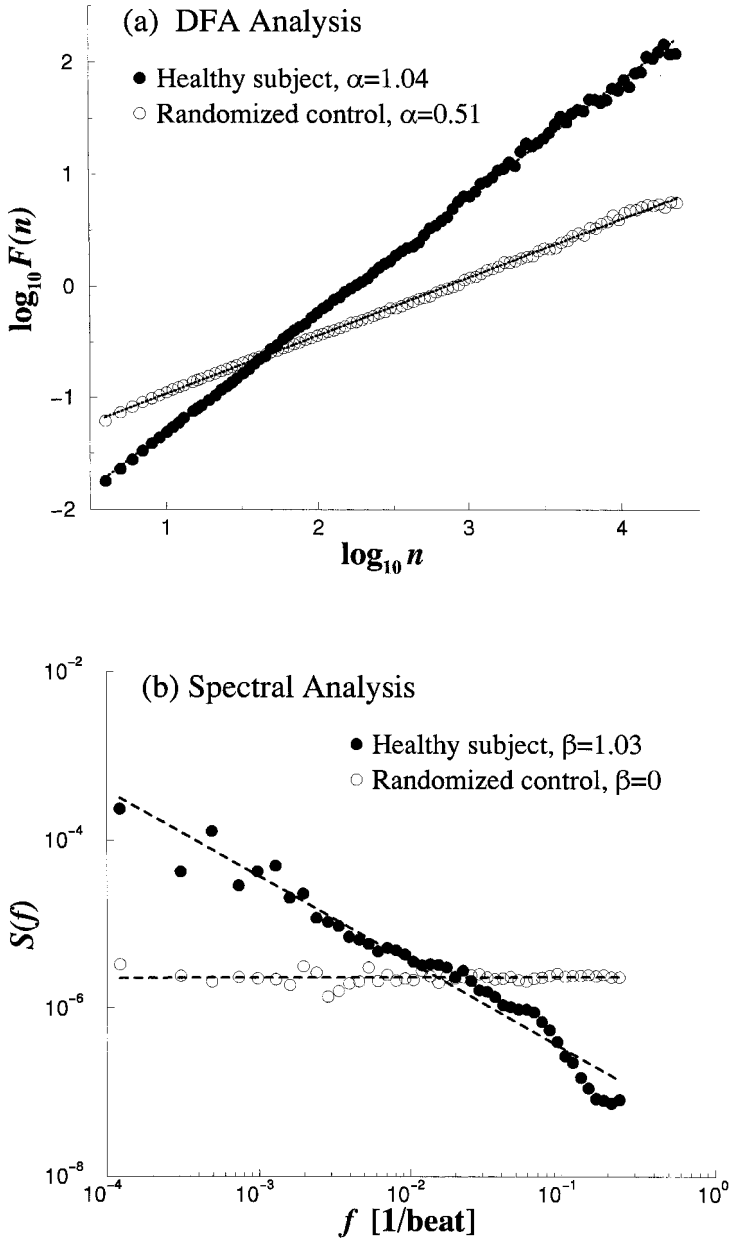 (a) DFA Analysis
● Healthy subject, α=1.04
○ Randomized control, α=0.51
2
1
0
−1
−2
log₁₀ F(n)
1
2
3
4
log₁₀ n
(b) Spectral Analysis
● Healthy subject, β=1.03
○ Randomized control, β=0
10⁻²
10⁻⁴
10⁻⁶
10⁻⁸
S(f)
10⁻⁴
10⁻³
10⁻²
10⁻¹
10⁰
f [1/beat]